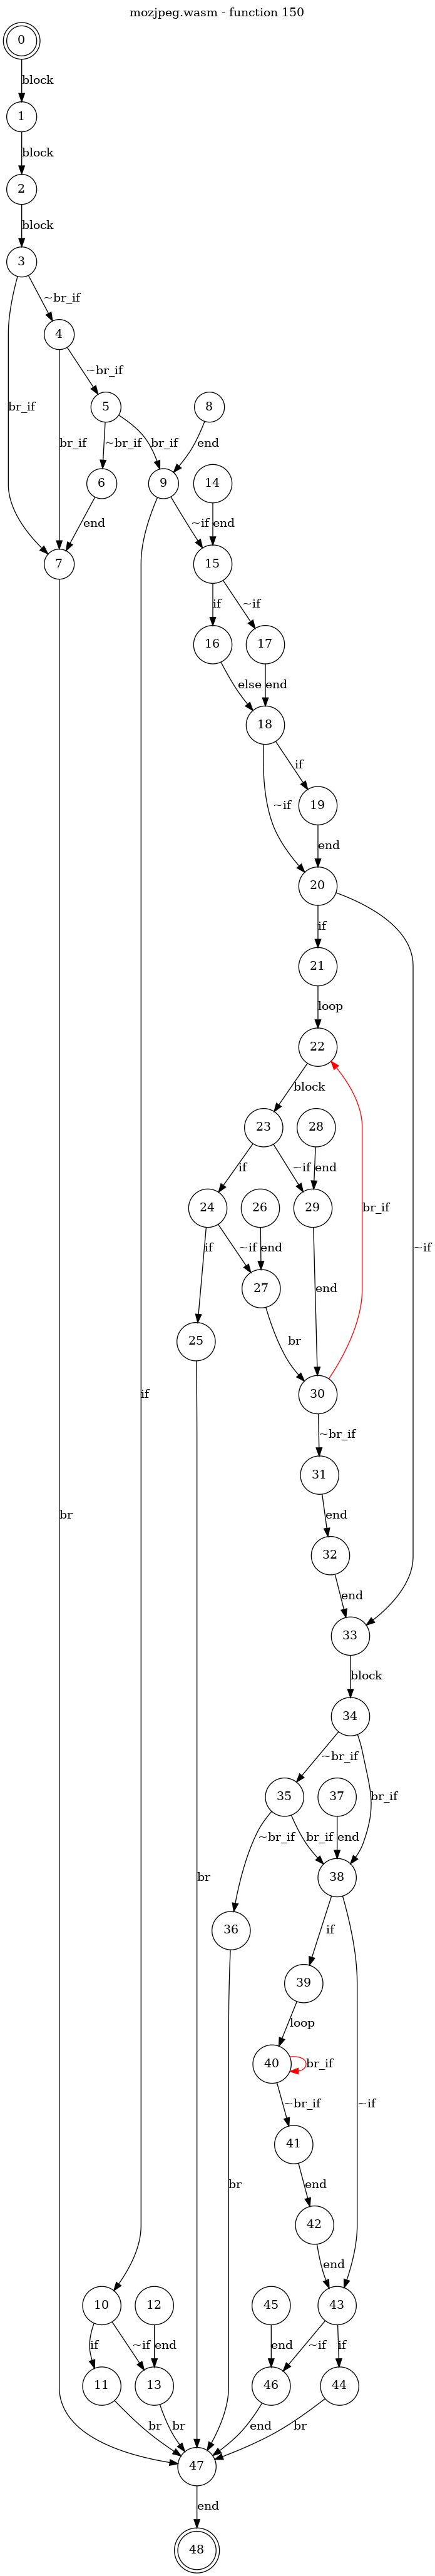 mozjpeg.wasm - function 150
0
block
1
block
2
block
3
~br_if
4
br_if
br_if
~br_if
5
8
~br_if
br_if
end
6
9
14
end
~if
end
7
15
if
~if
16
17
else
end
18
if
~if
19
end
20
if
21
loop
22
block
23
28
if
~if
end
br_if
~if
24
26
29
if
~if
end
end
27
25
br
30
if
~br_if
31
end
br
32
end
33
block
34
~br_if
br_if
35
37
br
~br_if
br_if
end
38
36
if
39
loop
40
br_if
~br_if
~if
41
br
end
42
end
10
12
45
43
if
~if
end
end
~if
if
11
13
46
44
br
br
end
br
47
end
48